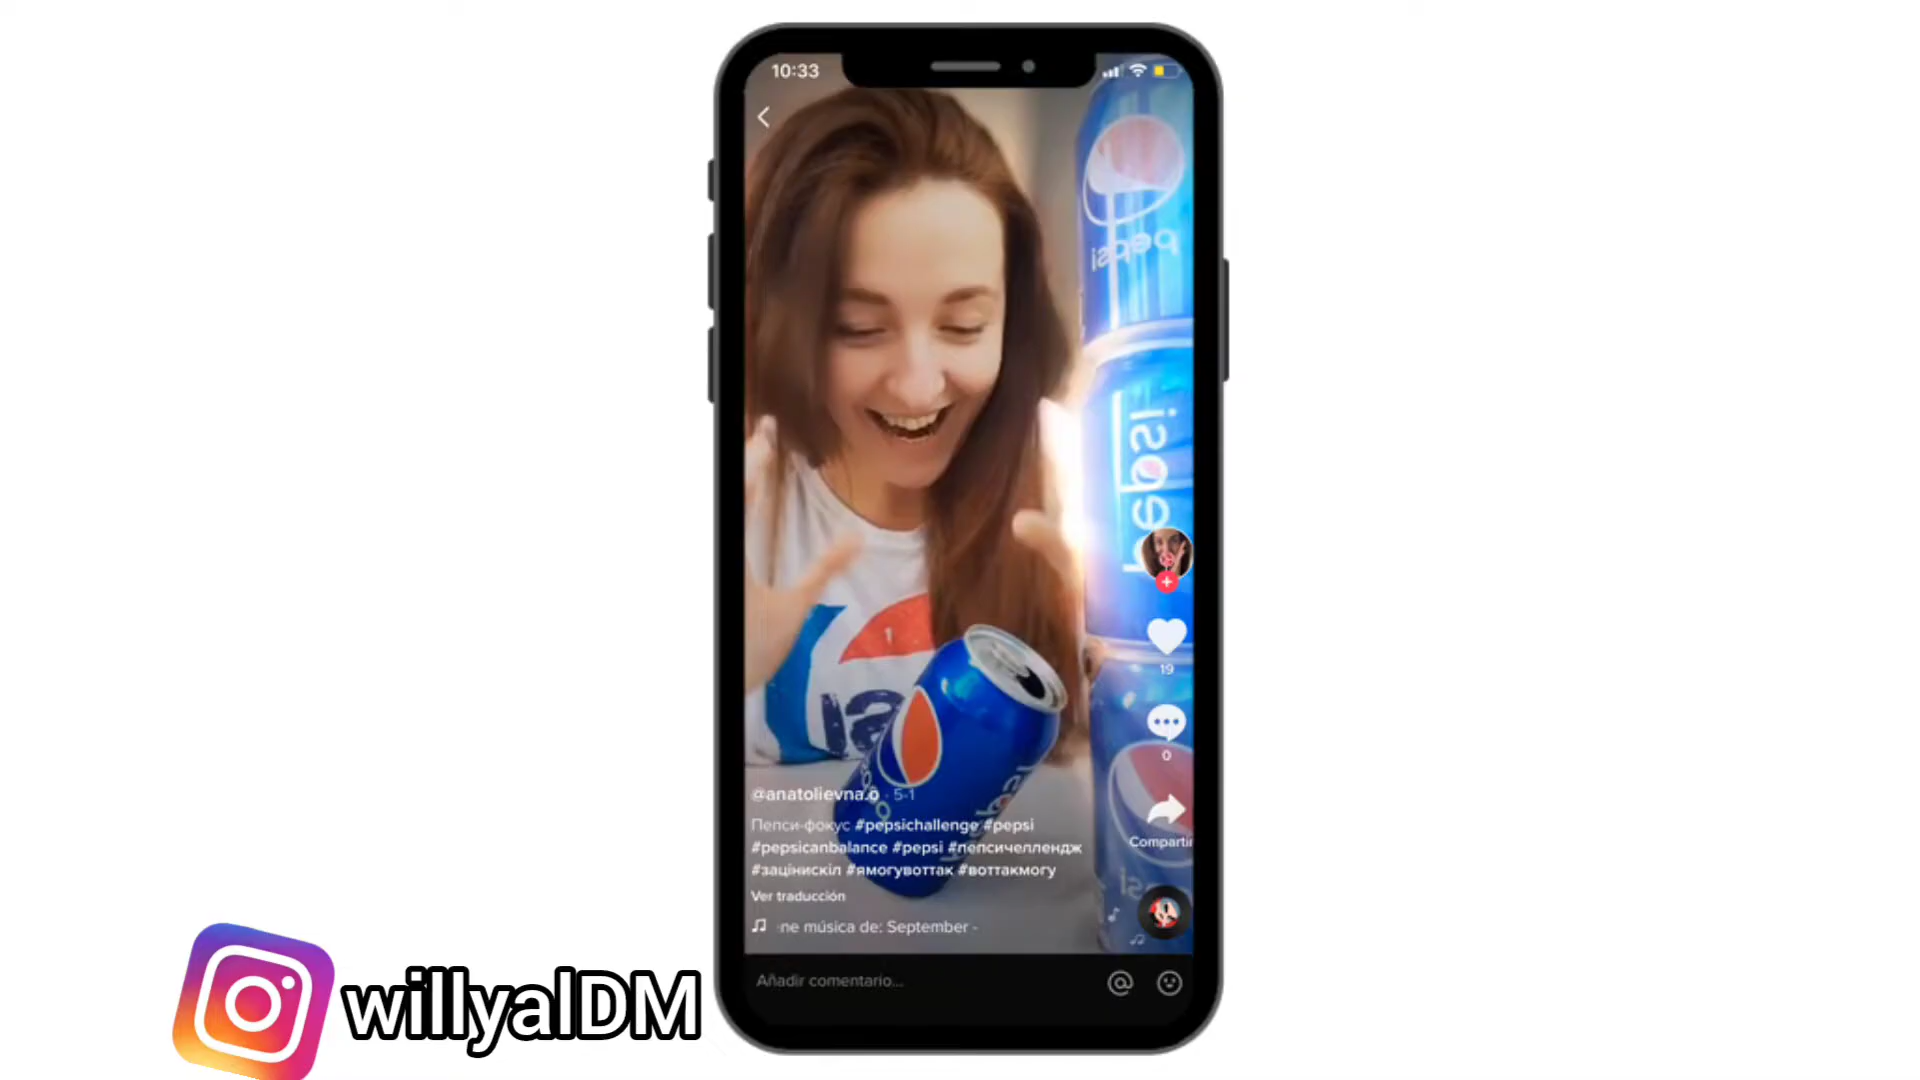 10:33
pepsi
pepsi
@anatolievna.o · 5-1
Пепси-фокус #pepsichallenge #pepsi
#pepsicanbalance #pepsi #пепсичеллендж
#зацінискіл #ямогувоттак #воттакмогу
Ver traducción
ne música de: September -
19
0
Compartir
Añadir comentario...
willyalDM